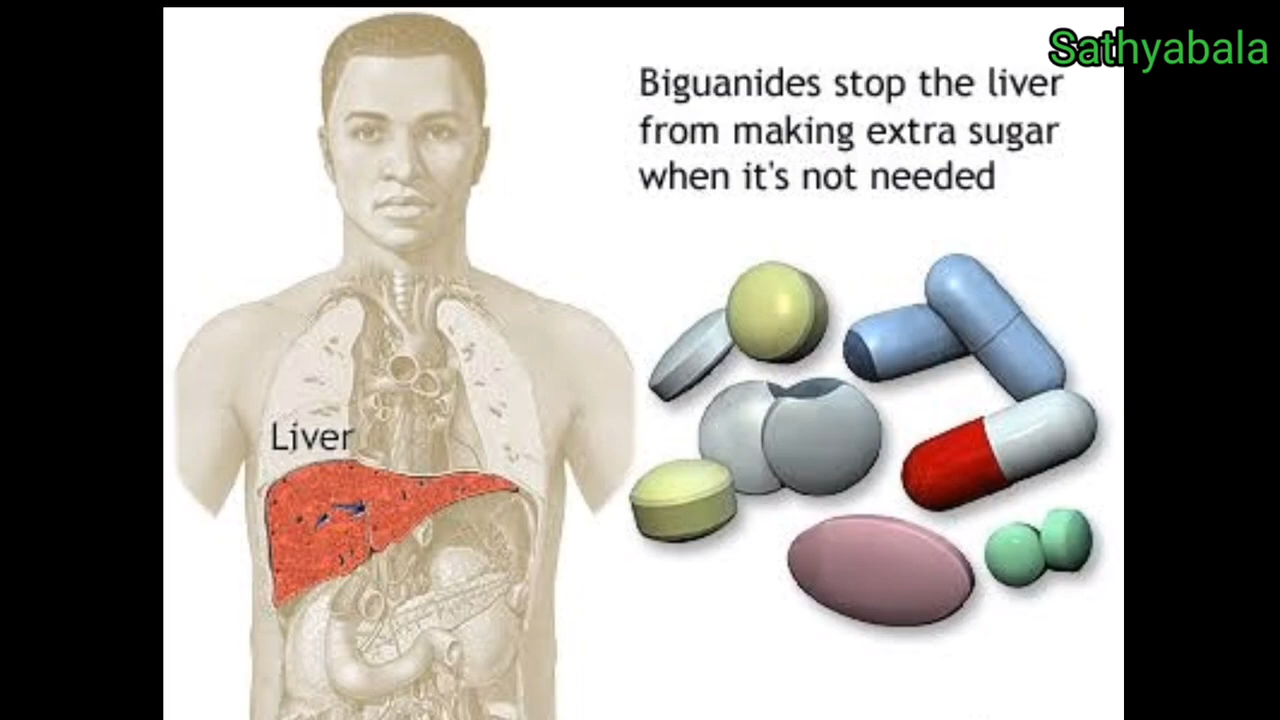 Sathyabala
Biguanides stop the liver
from making extra sugar
when it's not needed
Liver